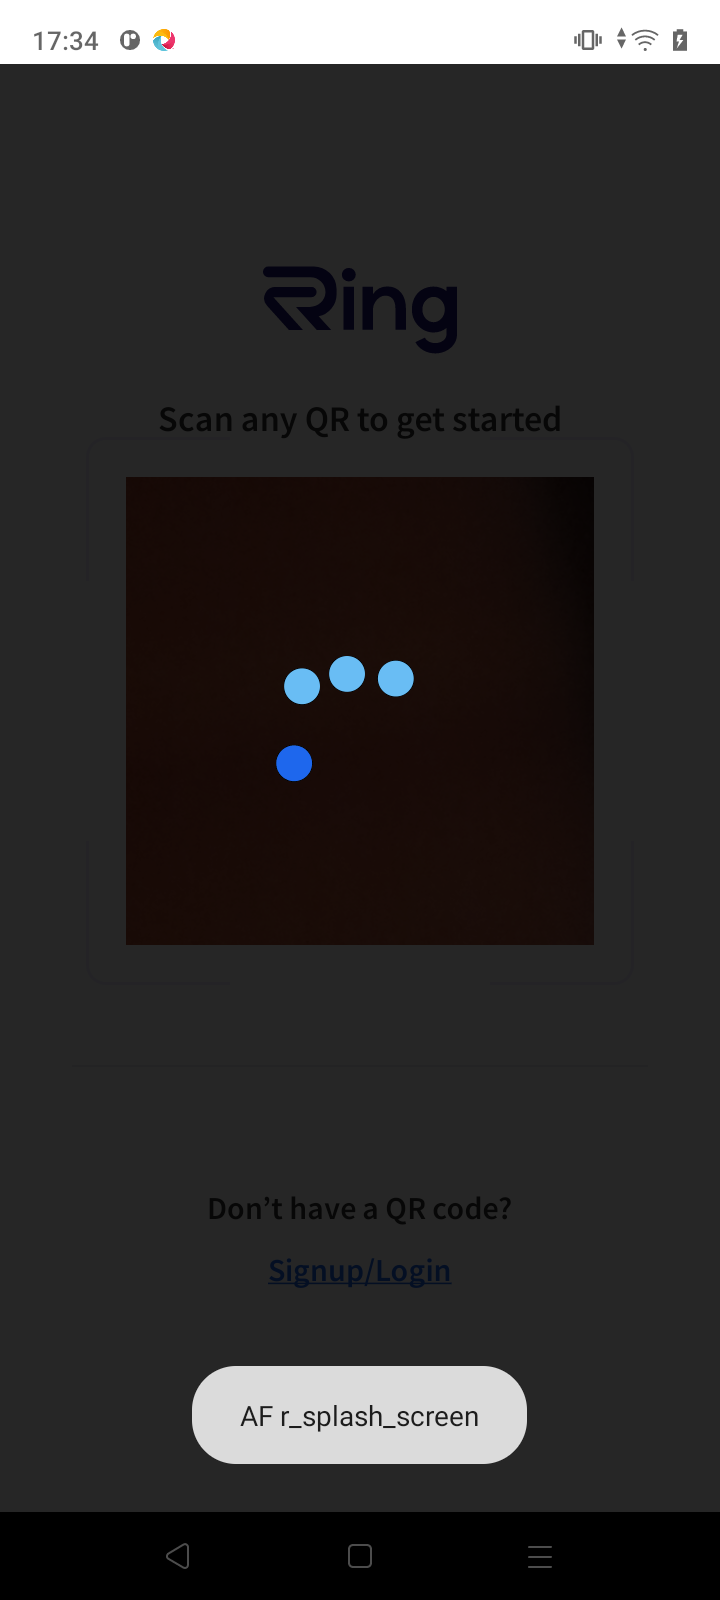 17:34
Ring
Scan any QR to get started
Don’t have a QR code?
Signup/Login
AF r_splash_screen